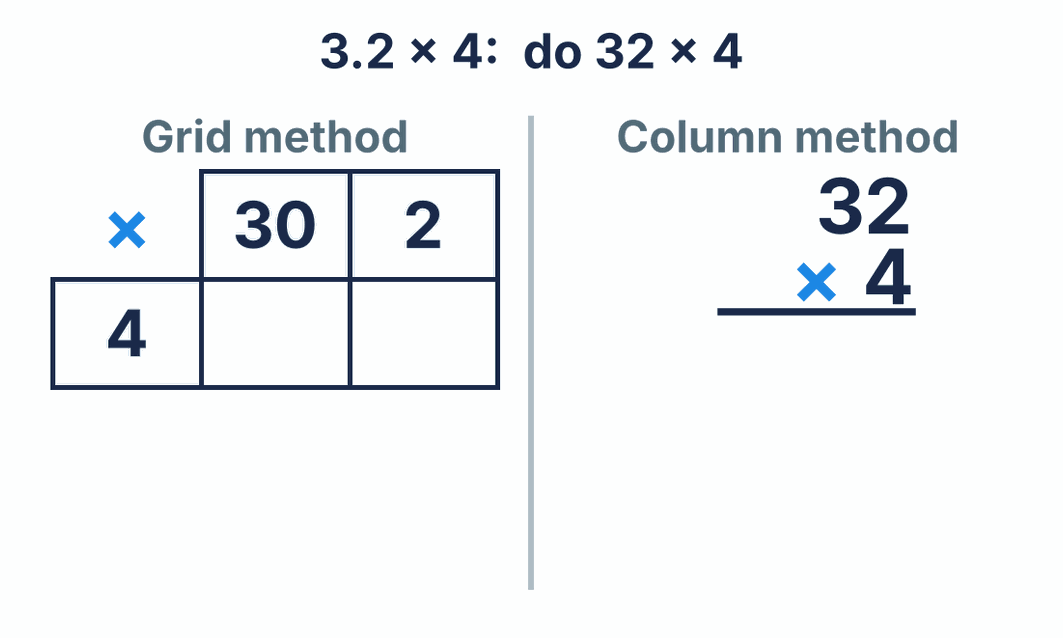 3.2 × 4: do 32 × 4
Grid method
× 30 2
4
Column method
32
× 4